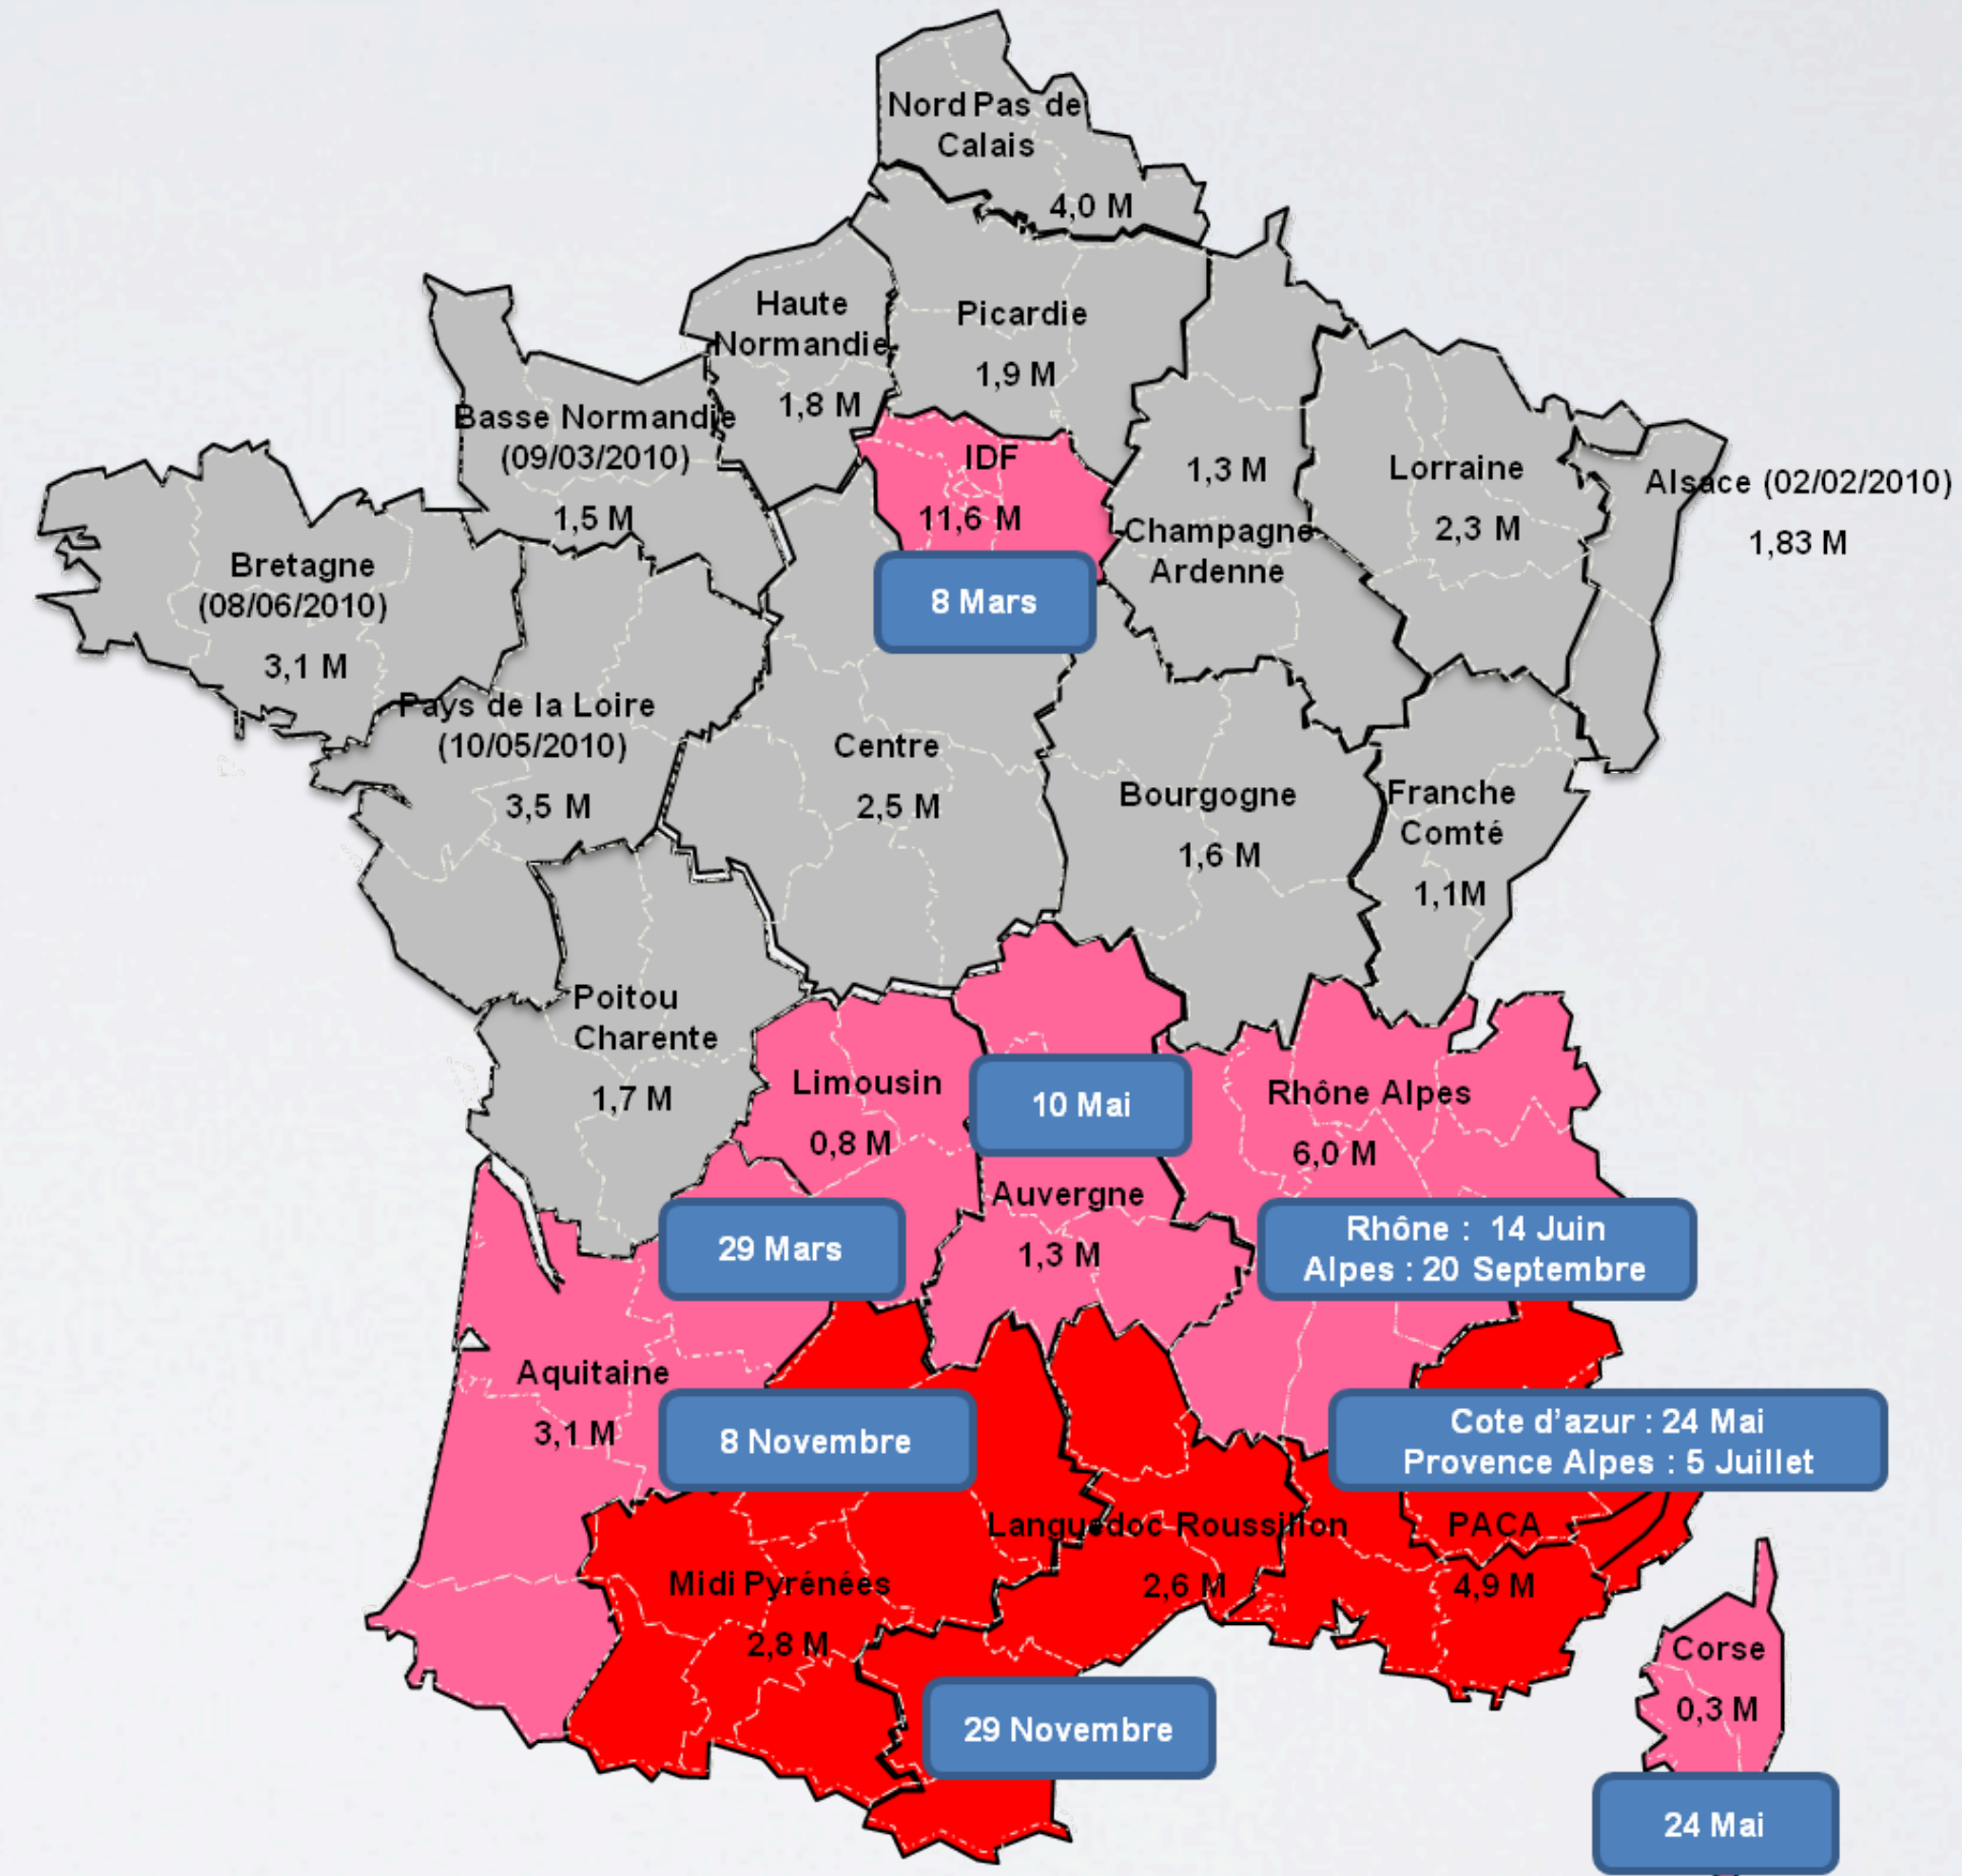 Nord Pas de
Calais
4,0 M
Haute
Normandie
1,8 M
Picardie
1,9 M
Basse Normandie
(09/03/2010)
1,5 M
IDF
11,6 M
8 Mars
1,3 M
Champagne
Ardenne
Lorraine
2,3 M
Alsace (02/02/2010)
1,83 M
Bretagne
(08/06/2010)
3,1 M
Pays de la Loire
(10/05/2010)
3,5 M
Centre
2,5 M
Bourgogne
1,6 M
Franche
Comté
1,1M
Poitou
Charente
1,7 M
Limousin
0,8 M
10 Mai
Auvergne
1,3 M
Rhône Alpes
6,0 M
29 Mars
Rhône : 14 Juin
Alpes : 20 Septembre
Aquitaine
3,1 M
8 Novembre
Cote d’azur : 24 Mai
Provence Alpes : 5 Juillet
Languedoc Roussillon
2,6 M
PACA
4,9 M
Midi Pyrénées
2,8 M
29 Novembre
Corse
0,3 M
24 Mai